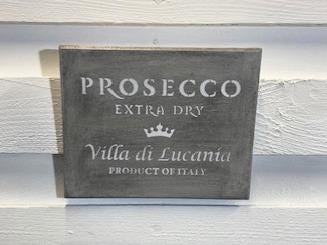 PROSECCO
EXTRA DRY
Villa di Lucania
PRODUCT OF ITALY